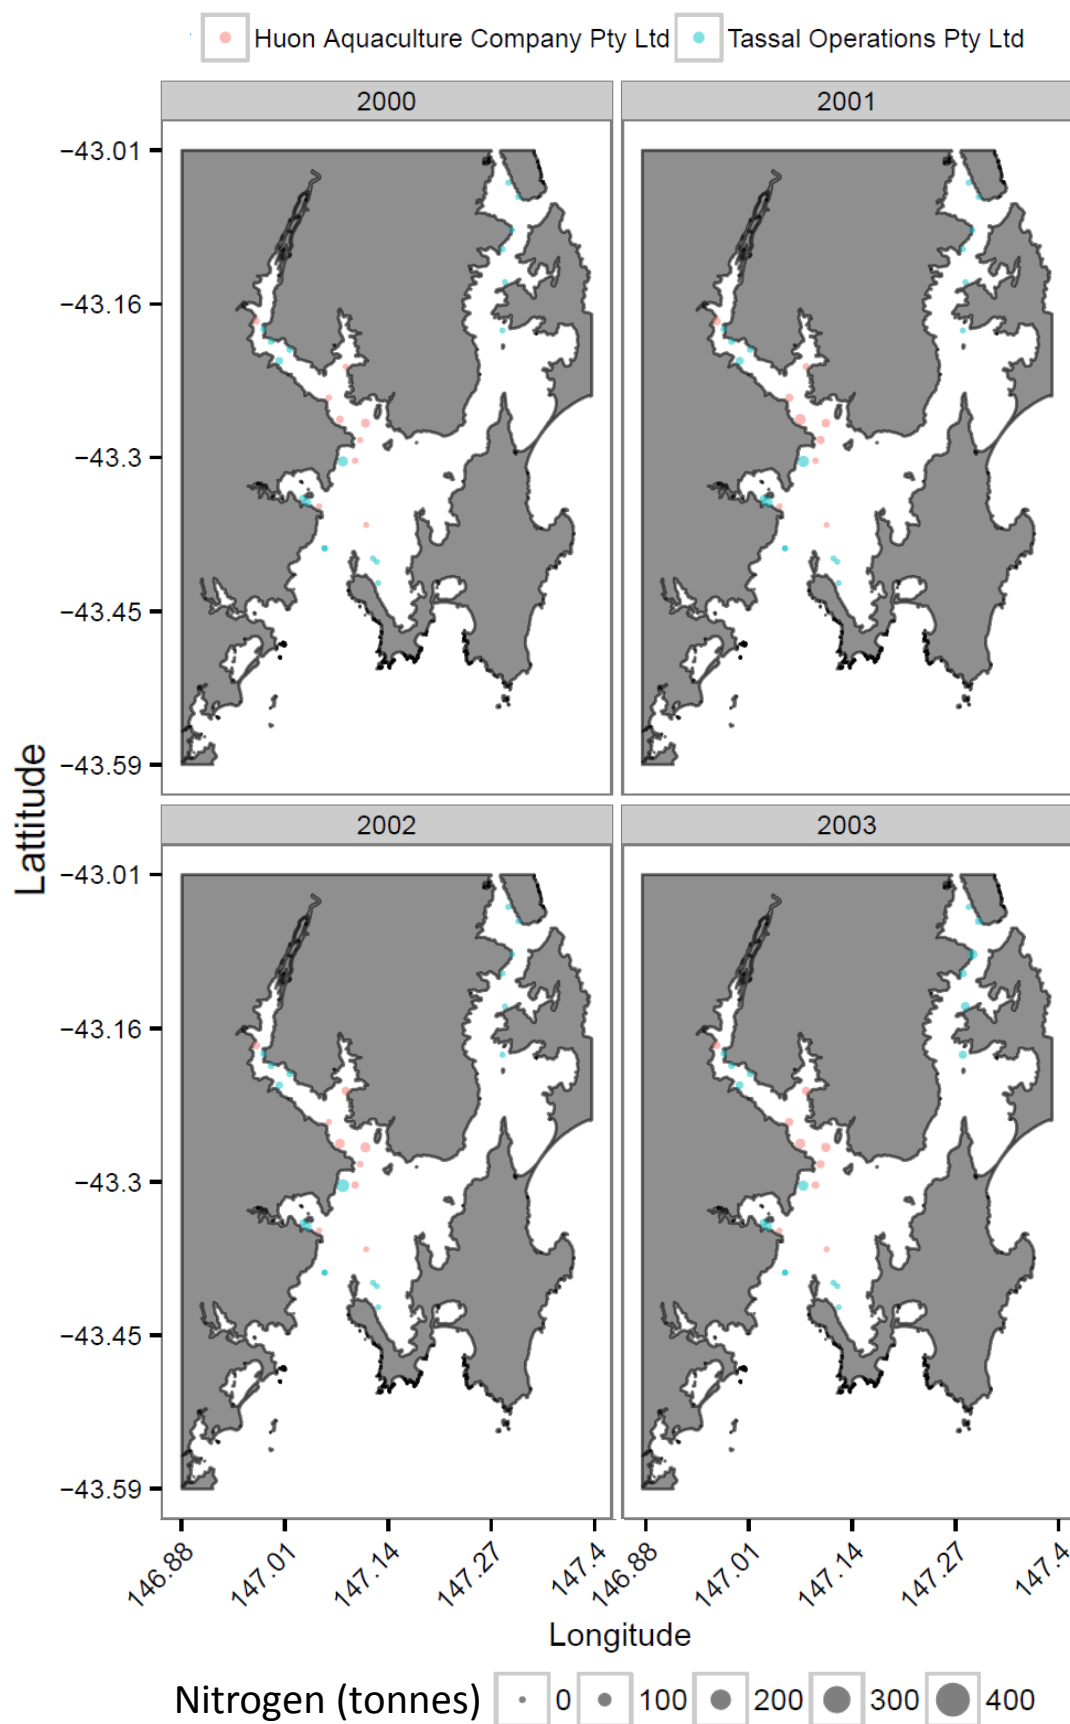 Huon Aquaculture Company Pty Ltd Tassal Operations Pty Ltd
2000 2001
−43.01
−43.16
−43.3
−43.45
−43.59
Lattitude
2002 2003
−43.01
−43.16
−43.3
−43.45
−43.59
146.88 147.01 147.14 147.27 147.4 146.88 147.01 147.14 147.27 147.4
Longitude
Nitrogen (tonnes) 0 100 200 300 400